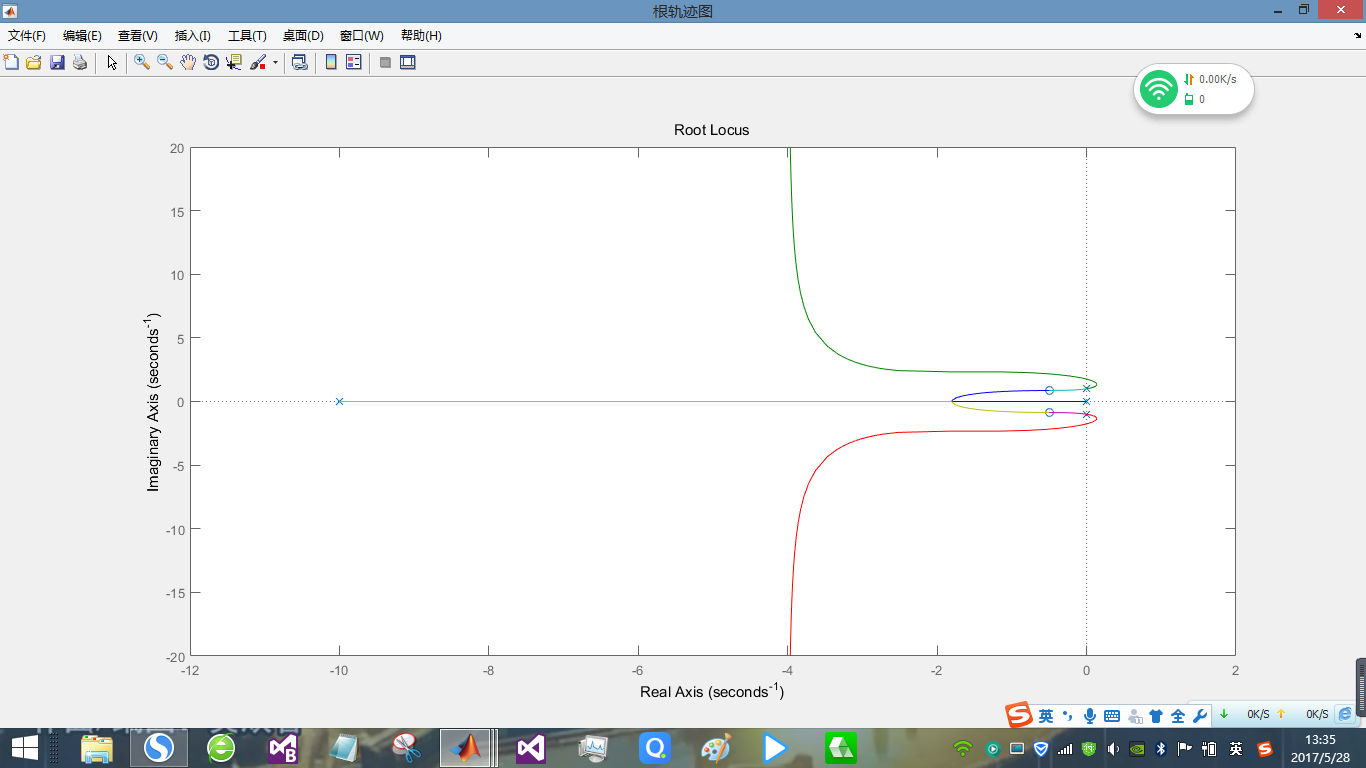 根轨迹图
文件(F) 编辑(E) 查看(V) 插入(I) 工具(T) 桌面(D) 窗口(W) 帮助(H)
0.00K/s
0
Root Locus
20
15
10
5
0
-5
-10
-15
-20
Imaginary Axis (seconds⁻¹)
-12 -10 -8 -6 -4 -2 0 2
Real Axis (seconds⁻¹)
英 全 0K/S 0K/S
英
13:35
2017/5/28